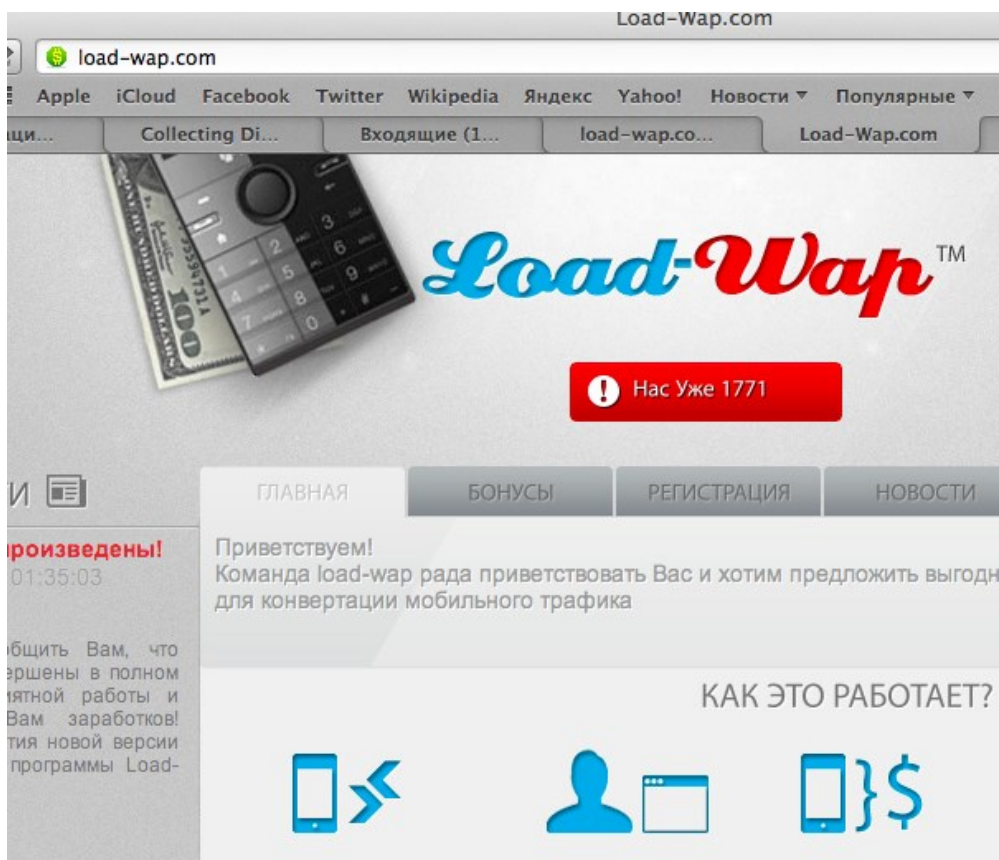 Load-Wap.com
load-wap.com
Apple iCloud Facebook Twitter Wikipedia Яндекс Yahoo! Новости Популярные
Collecting Di... Входящие (1... load-wap.co... Load-Wap.com
Load-Wap™
Нас Уже 1771
ГЛАВНАЯ БОНУСЫ РЕГИСТРАЦИЯ НОВОСТИ
произведены!
01:35:03
Приветствуем!
Команда load-wap рада приветствовать Вас и хотим предложить выгодн
для конвертации мобильного трафика
общить Вам, что
ершены в полном
иятной работы и
Вам заработков!
тия новой версии
программы Load-
КАК ЭТО РАБОТАЕТ?